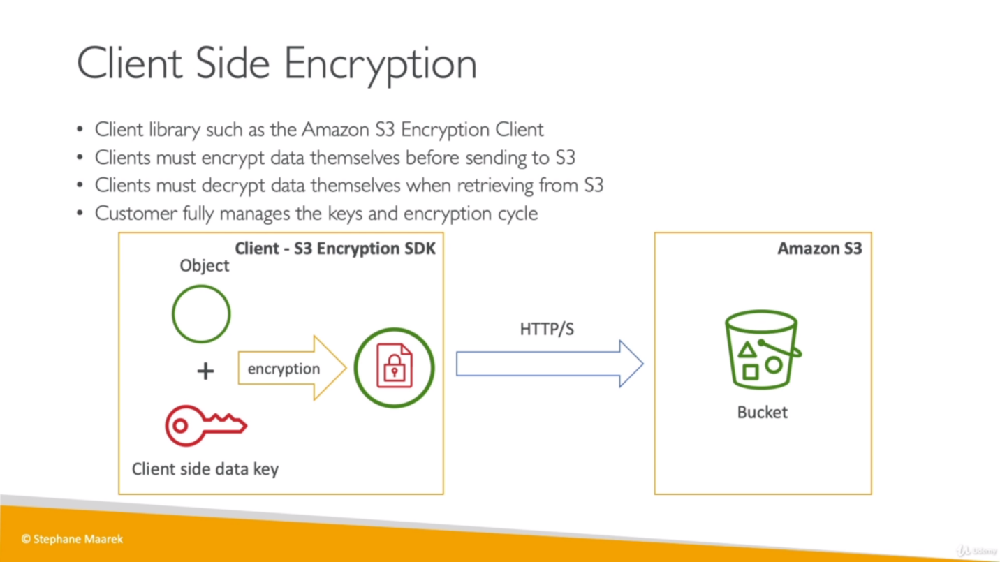 Client Side Encryption
• Client library such as the Amazon S3 Encryption Client
• Clients must encrypt data themselves before sending to S3
• Clients must decrypt data themselves when retrieving from S3
• Customer fully manages the keys and encryption cycle
Client - S3 Encryption SDK
Object
+
encryption
Client side data key
HTTP/S
Amazon S3
Bucket
© Stephane Maarek
Udemy